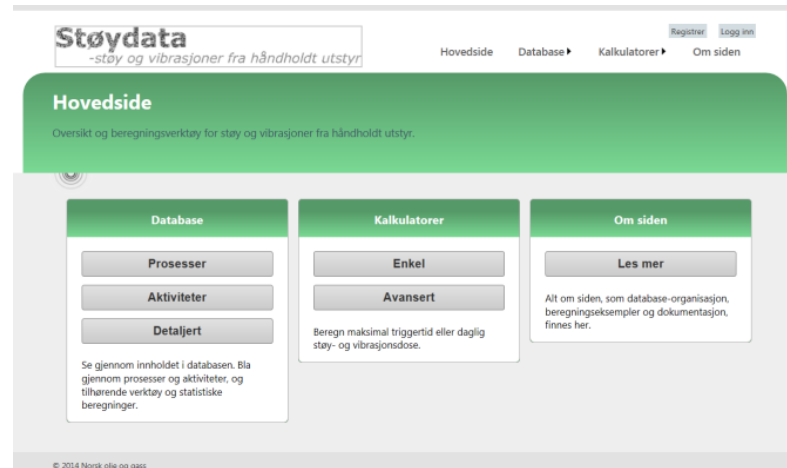 Støydata
-støy og vibrasjoner fra håndholdt utstyr
Registrer Logg inn
Hovedside Database Kalkulatorer Om siden
Hovedside
Oversikt og beregningsverktøy for støy og vibrasjoner fra håndholdt utstyr.
Database
Prosesser
Aktiviteter
Detaljert
Se gjennom innholdet i databasen. Bla
gjennom prosesser og aktiviteter, og
tilhørende verktøy og statistiske
beregninger.
Kalkulatorer
Enkel
Avansert
Beregn maksimal triggertid eller daglig
støy- og vibrasjonsdose.
Om siden
Les mer
Alt om siden, som database-organisasjon,
beregningseksempler og dokumentasjon,
finnes her.
© 2014 Norsk olje og gass